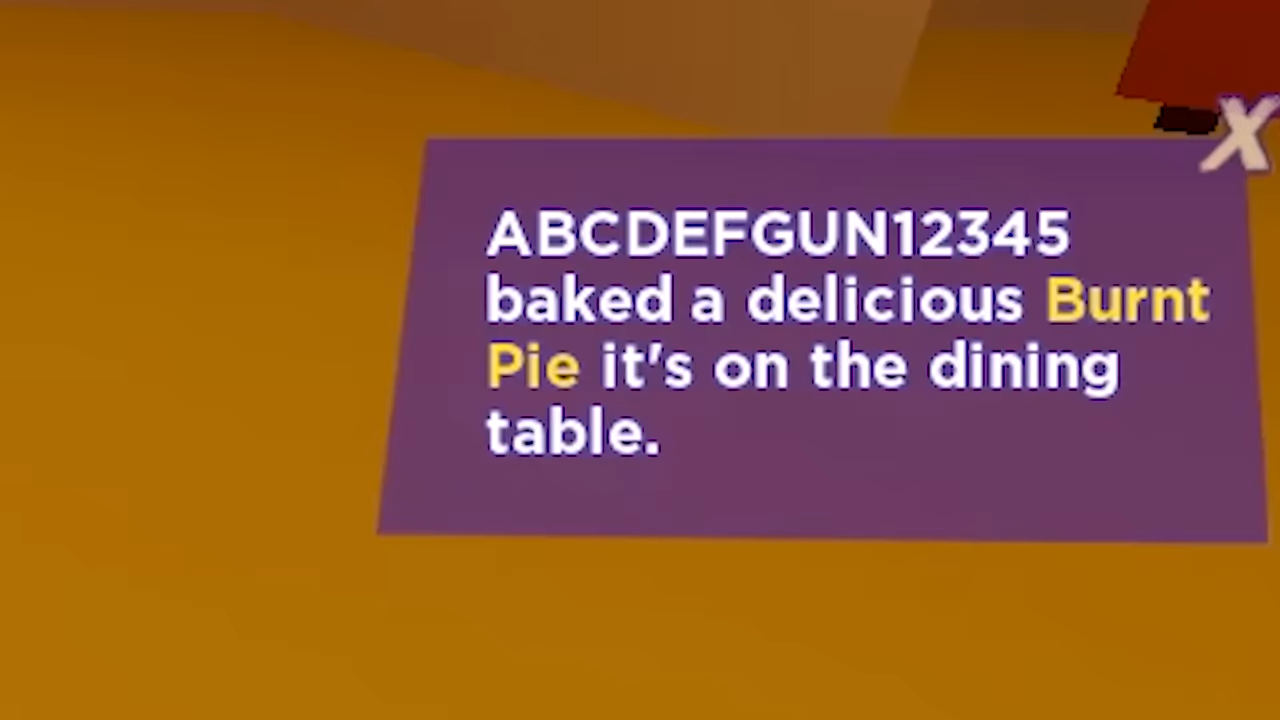 X
ABCDEFGUN12345
baked a delicious Burnt
Pie it's on the dining
table.